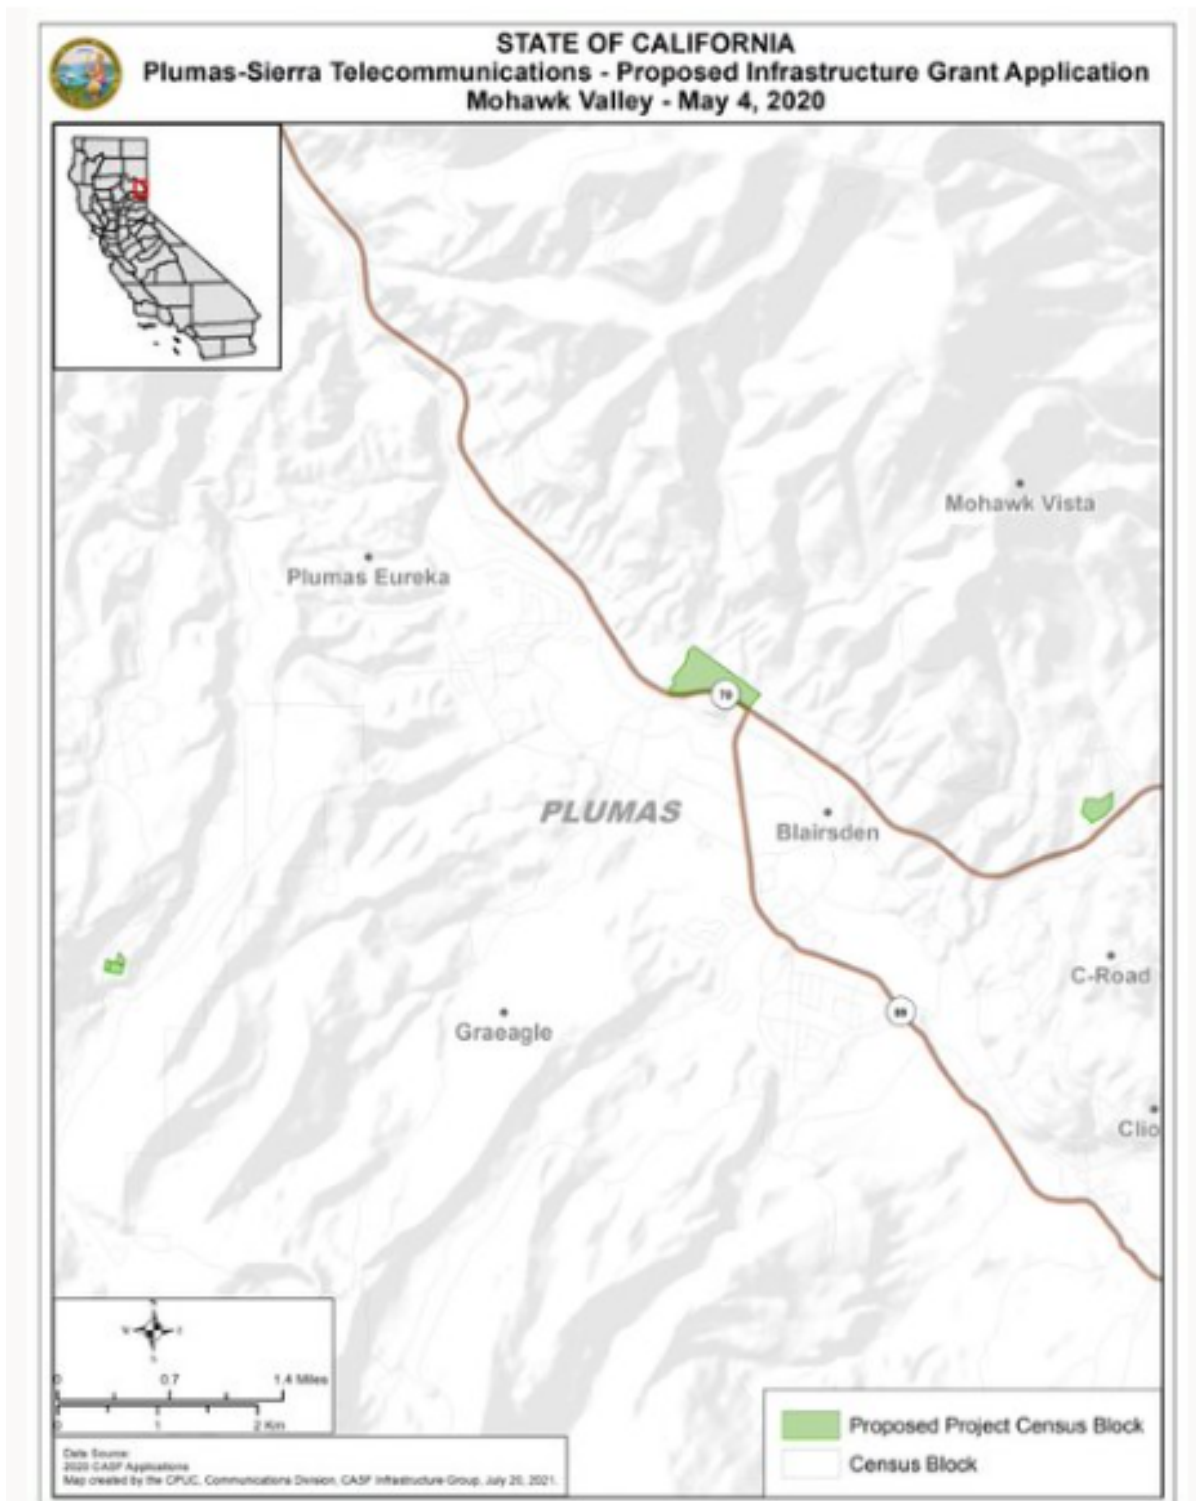 STATE OF CALIFORNIA
Plumas-Sierra Telecommunications - Proposed Infrastructure Grant Application
Mohawk Valley - May 4, 2020
Mohawk Vista
Plumas Eureka
70
PLUMAS
Blairsden
C-Road
89
Graeagle
Clio
0 0.7 1.4 Miles
0 1 2 Km
Proposed Project Census Block
Census Block
Data Source:
2020 CASF Applications
Map created by the CPUC, Communications Division, CASF Infrastructure Group, July 20, 2021.